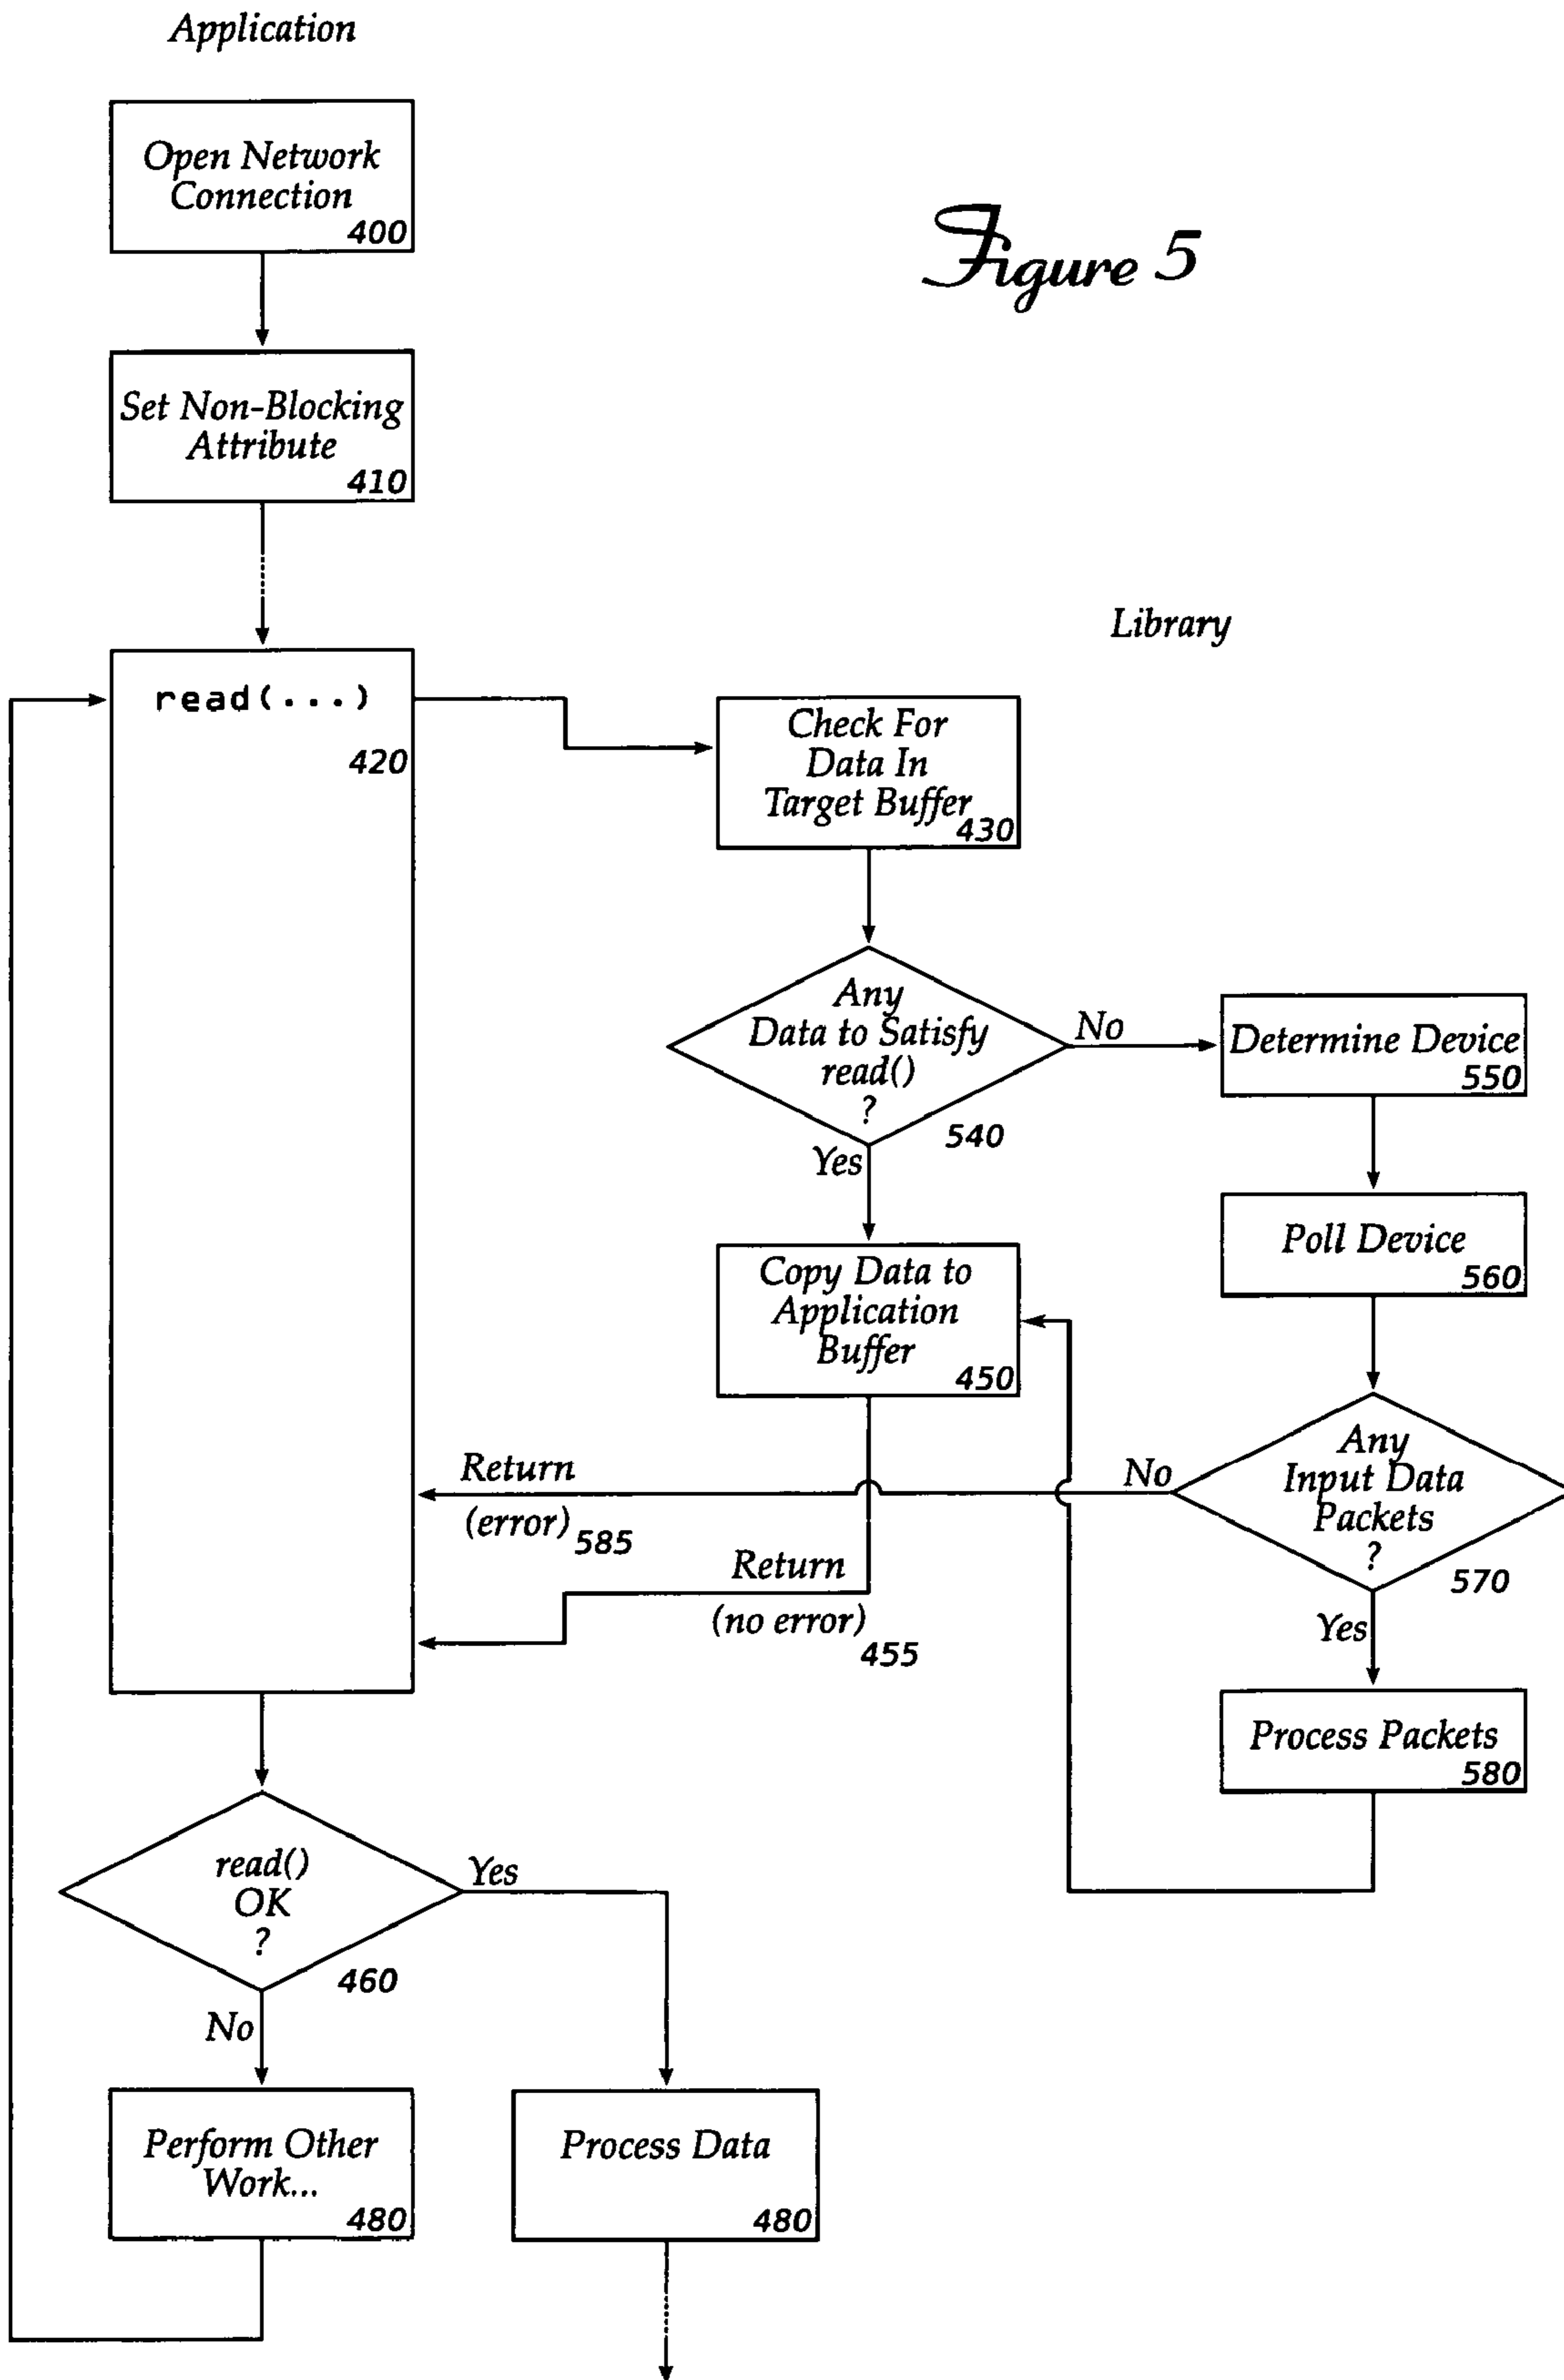 Application
Open Network
Connection
400
Figure 5
Set Non-Blocking
Attribute
410
Library
read(...)
420
Check For
Data In
Target Buffer
430
Any
Data to Satisfy
read()
?
540
No
Yes
Determine Device
550
Poll Device
560
Copy Data to
Application
Buffer
450
Any
Input Data
Packets
?
570
No
Yes
Return
(error)
585
Return
(no error)
455
Process Packets
580
read()
OK
?
460
Yes
No
Perform Other
Work...
480
Process Data
480